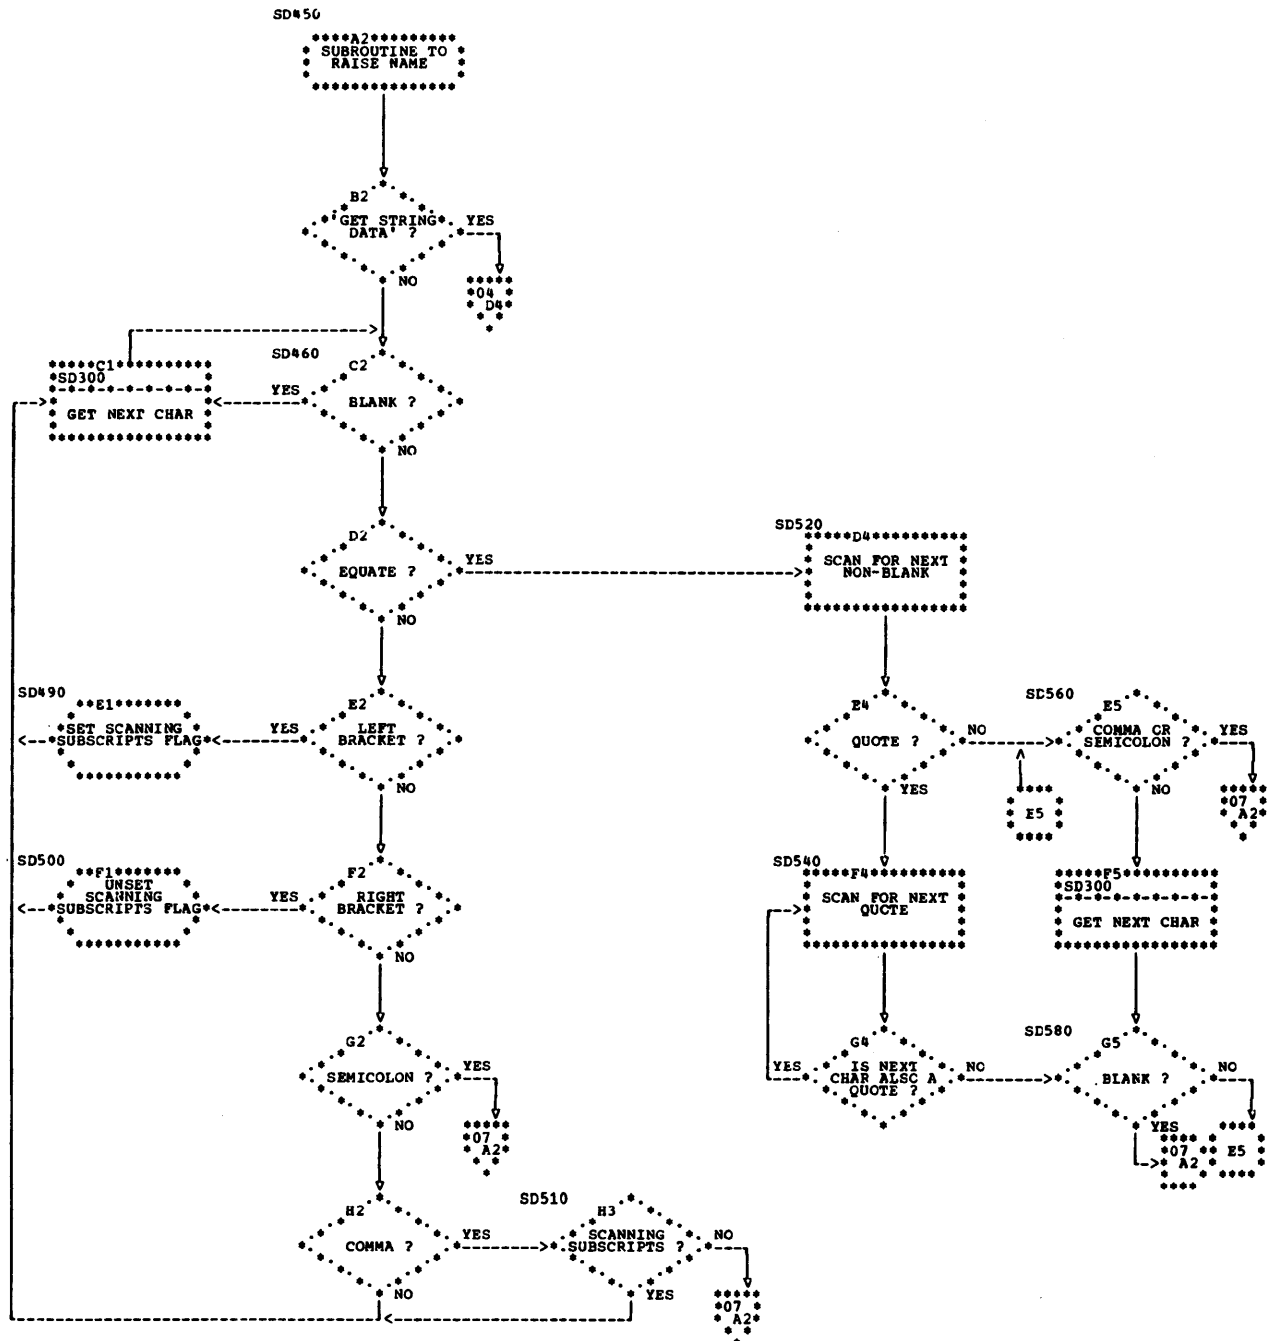 SD450
A2
SUBROUTINE TO
RAISE NAME
B2
'GET STRING
DATA' ?
YES
NO
04
D4
SD460
C1
SD300
GET NEXT CHAR
YES
C2
BLANK ?
NO
D2
EQUATE ?
YES
NO
SD520
D4
SCAN FOR NEXT
NON-BLANK
SD490
E1
SET SCANNING
SUBSCRIPTS FLAG
YES
E2
LEFT
BRACKET ?
NO
E4
QUOTE ?
NO
YES
SD560
E5
COMMA OR
SEMICOLON ?
YES
NO
E5
07
A2
SD500
F1
UNSET
SCANNING
SUBSCRIPTS FLAG
YES
F2
RIGHT
BRACKET ?
NO
SD540
F4
SCAN FOR NEXT
QUOTE
F5
SD300
GET NEXT CHAR
G2
SEMICOLON ?
YES
NO
07
A2
YES
G4
IS NEXT
CHAR ALSO A
QUOTE ?
NO
SD580
G5
BLANK ?
NO
YES
07
A2
E5
H2
COMMA ?
YES
NO
SD510
H3
SCANNING
SUBSCRIPTS ?
NO
YES
07
A2